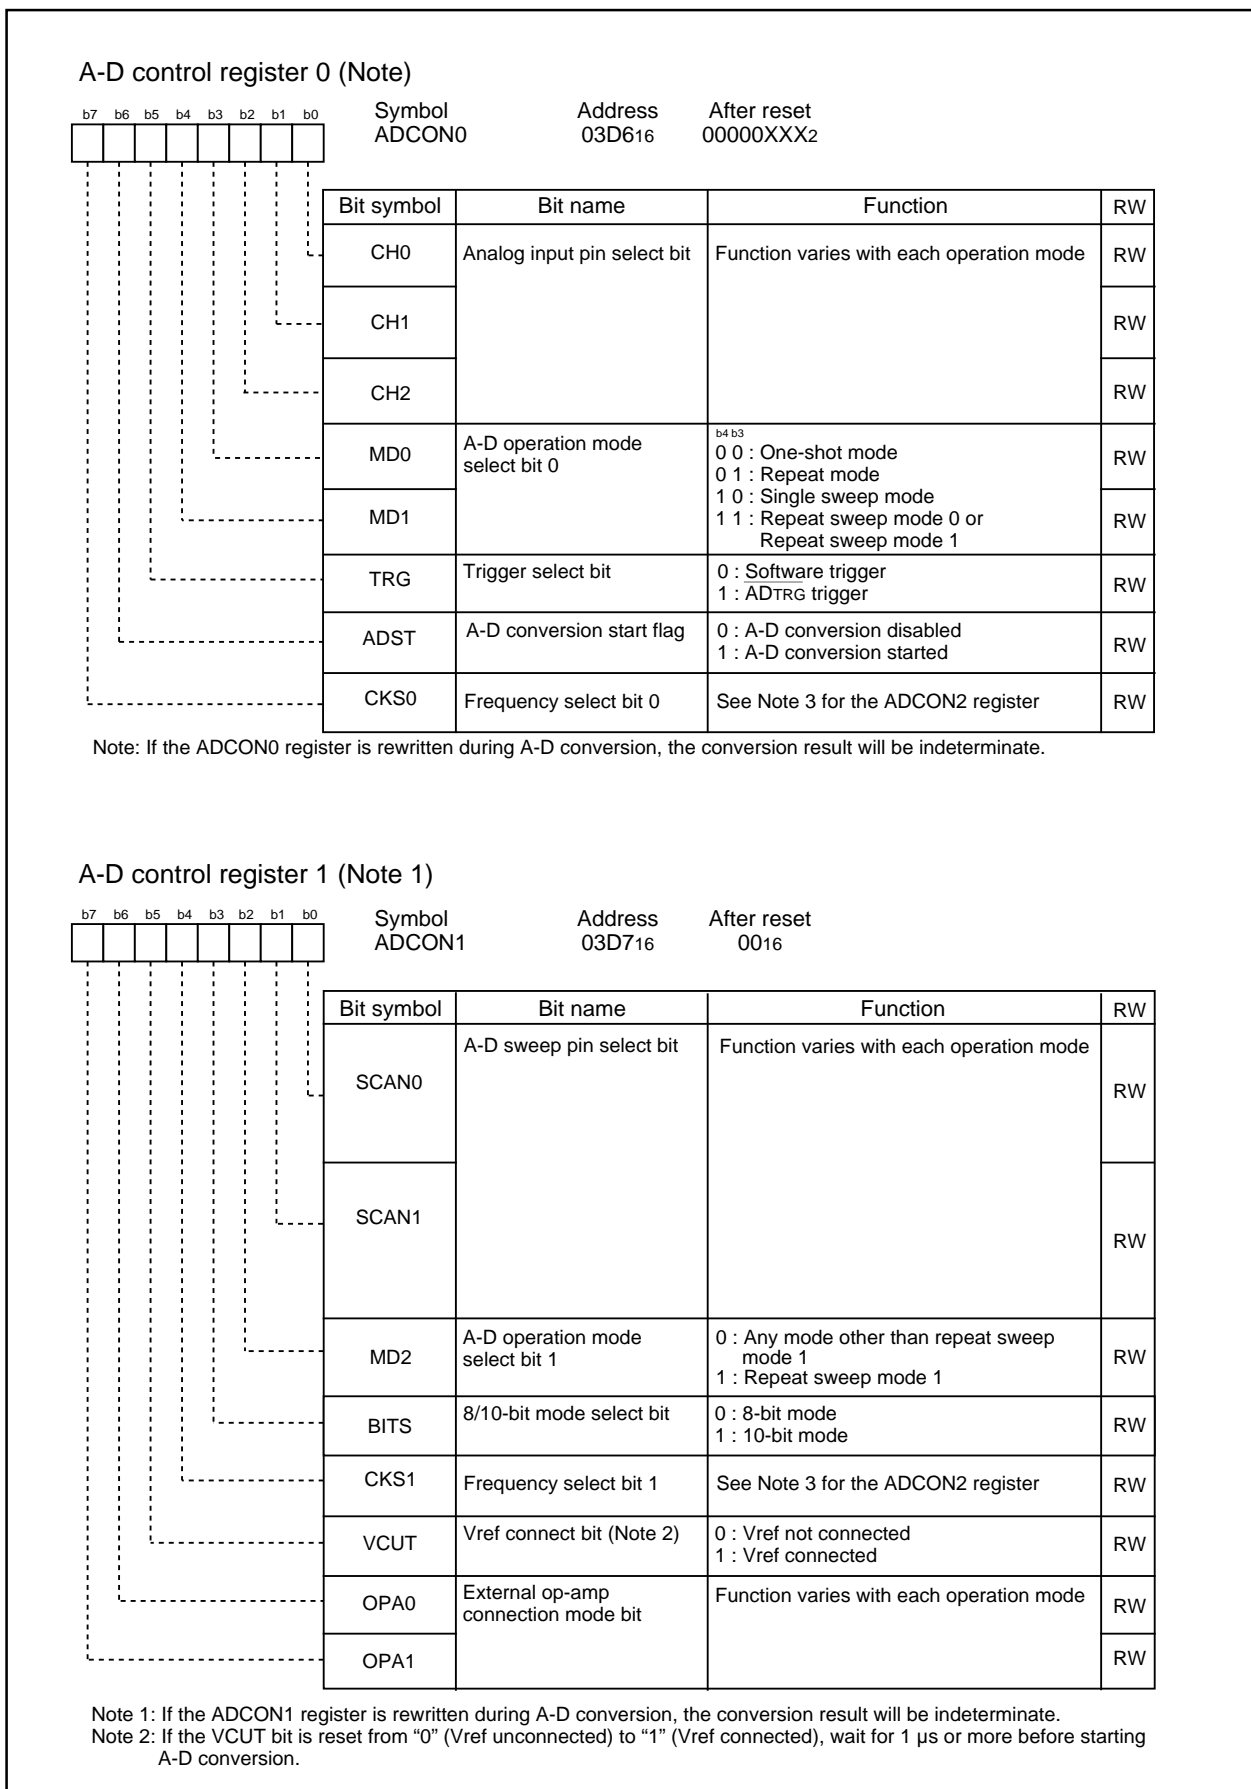 A-D control register 0 (Note)
b7 b6 b5 b4 b3 b2 b1 b0
Symbol Address After reset
ADCON0 03D616 00000XXX2
Bit symbol Bit name Function RW
CH0 Analog input pin select bit Function varies with each operation mode RW
CH1 RW
CH2 RW
MD0 A-D operation mode select bit 0 RW
b4 b3
0 0 : One-shot mode
0 1 : Repeat mode
1 0 : Single sweep mode
1 1 : Repeat sweep mode 0 or
Repeat sweep mode 1
MD1 RW
TRG Trigger select bit 0 : Software trigger RW
1 : ADTRG trigger
ADST A-D conversion start flag 0 : A-D conversion disabled RW
1 : A-D conversion started
CKS0 Frequency select bit 0 See Note 3 for the ADCON2 register RW
Note: If the ADCON0 register is rewritten during A-D conversion, the conversion result will be indeterminate.
A-D control register 1 (Note 1)
b7 b6 b5 b4 b3 b2 b1 b0
Symbol Address After reset
ADCON1 03D716 0016
Bit symbol Bit name Function RW
SCAN0 A-D sweep pin select bit Function varies with each operation mode RW
SCAN1 RW
MD2 A-D operation mode select bit 1 RW
0 : Any mode other than repeat sweep
mode 1
1 : Repeat sweep mode 1
BITS 8/10-bit mode select bit 0 : 8-bit mode RW
1 : 10-bit mode
CKS1 Frequency select bit 1 See Note 3 for the ADCON2 register RW
VCUT Vref connect bit (Note 2) 0 : Vref not connected RW
1 : Vref connected
OPA0 External op-amp connection mode bit Function varies with each operation mode RW
OPA1 RW
Note 1: If the ADCON1 register is rewritten during A-D conversion, the conversion result will be indeterminate.
Note 2: If the VCUT bit is reset from “0” (Vref unconnected) to “1” (Vref connected), wait for 1 µs or more before starting
A-D conversion.